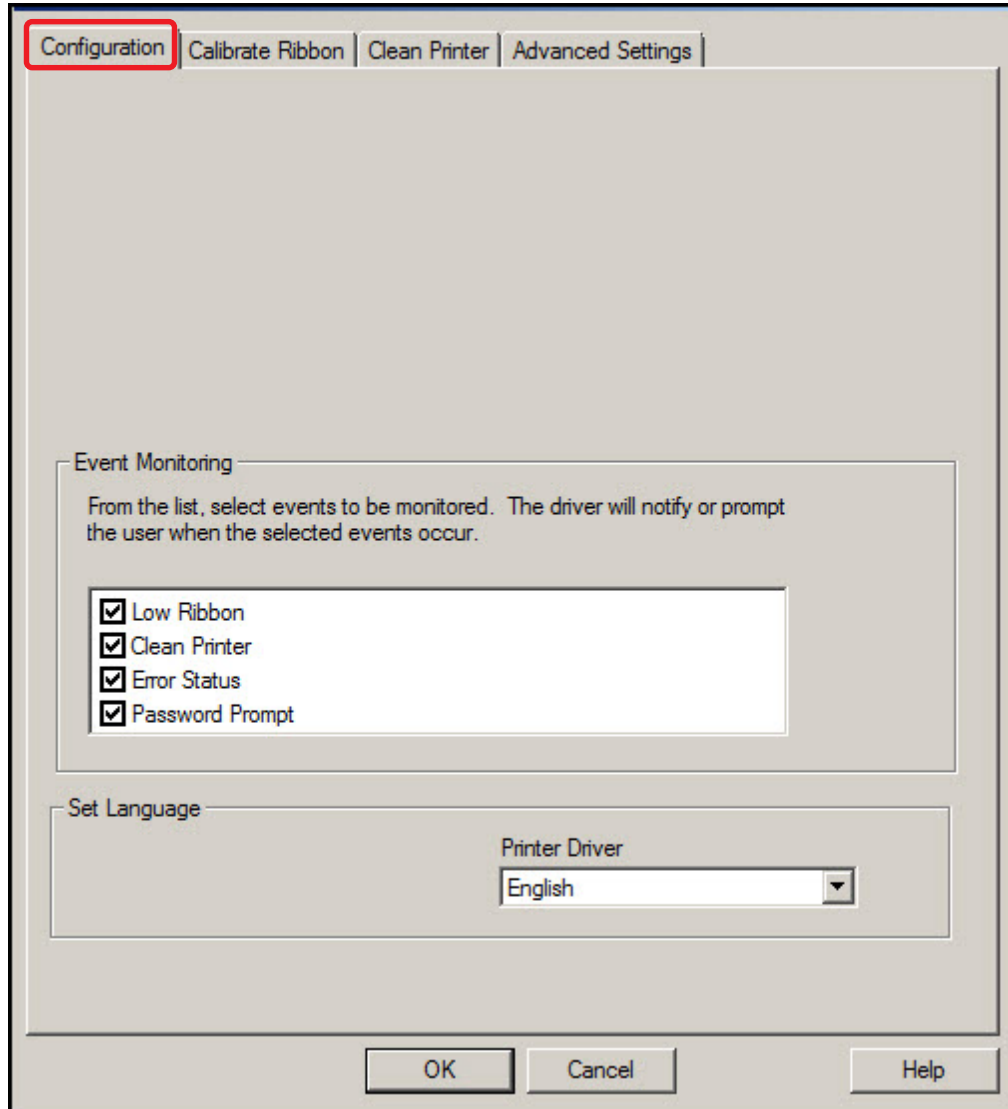 Configuration
Calibrate Ribbon
Clean Printer
Advanced Settings
Event Monitoring
From the list, select events to be monitored.  The driver will notify or prompt
the user when the selected events occur.
Low Ribbon
Clean Printer
Error Status
Password Prompt
Set Language
Printer Driver
English
OK
Cancel
Help